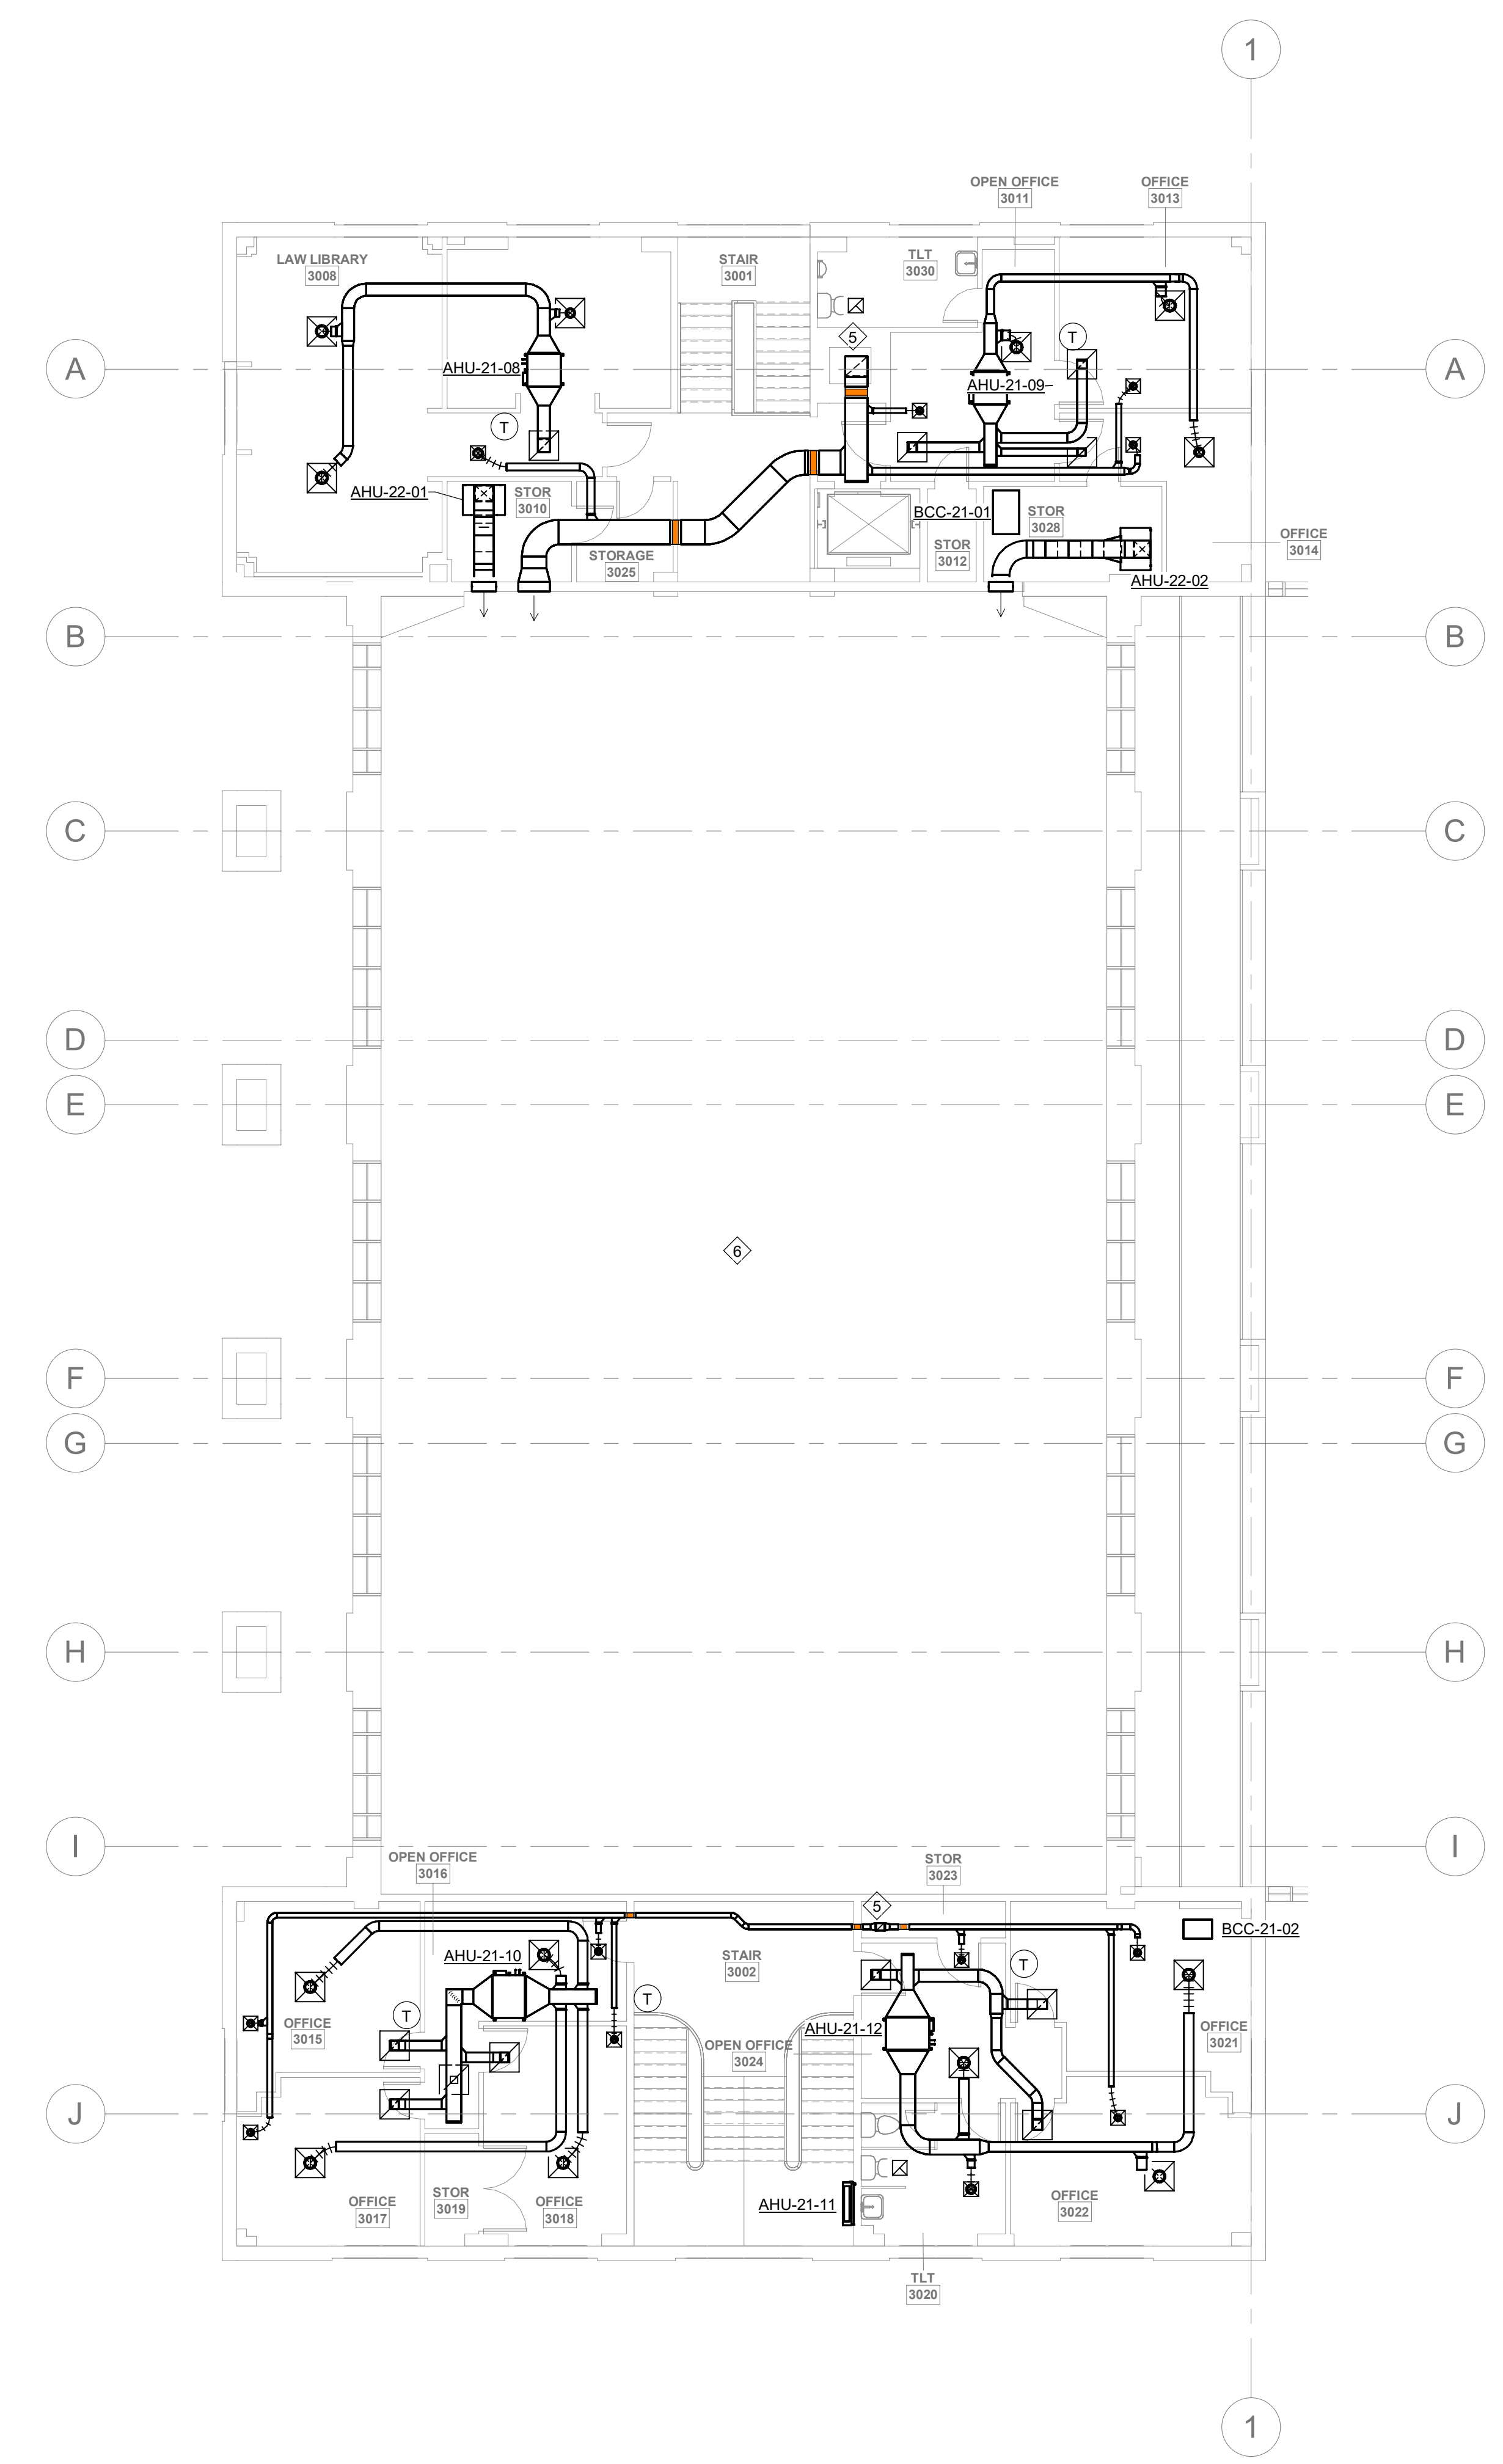 1
OPEN OFFICE
3011
OFFICE
3013
LAW LIBRARY
3008
STAIR
3001
TLT
3030
5
T
A
AHU-21-08
AHU-21-09
A
T
AHU-22-01
STOR
3010
BCC-21-01
STOR
3028
OFFICE
3014
STORAGE
3025
STOR
3012
AHU-22-02
B
B
C
C
D
D
E
E
6
F
F
G
G
H
H
I
I
OPEN OFFICE
3016
STOR
3023
5
BCC-21-02
AHU-21-10
STAIR
3002
T
T
T
OFFICE
3015
AHU-21-12
OFFICE
3021
OPEN OFFICE
3024
J
J
STOR
3019
OFFICE
3017
OFFICE
3018
AHU-21-11
OFFICE
3022
TLT
3020
1